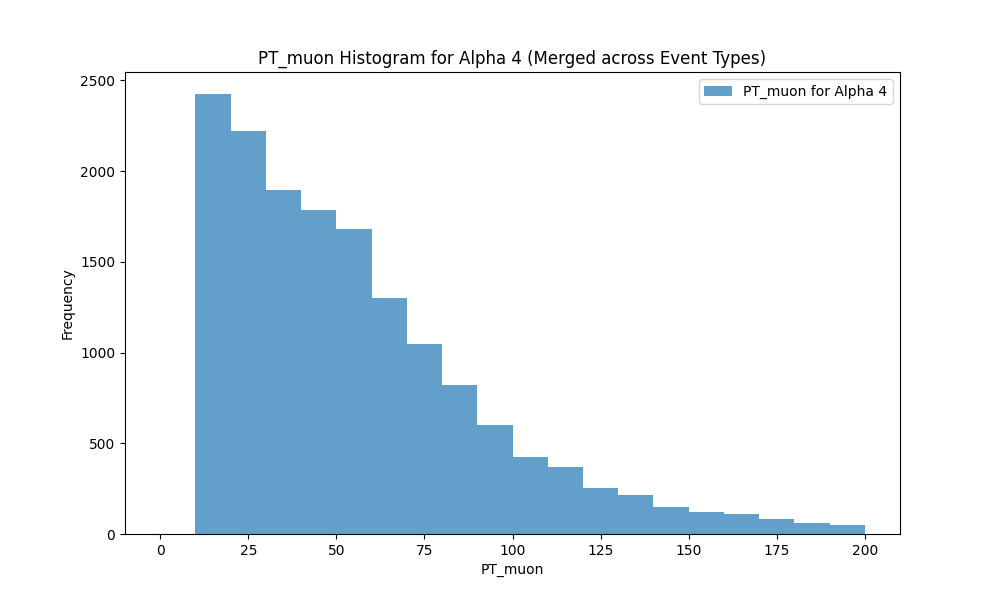 PT_muon Histogram for Alpha 4 (Merged across Event Types)
PT_muon for Alpha 4
2500
2000
1500
1000
500
0
Frequency
0 25 50 75 100 125 150 175 200
PT_muon